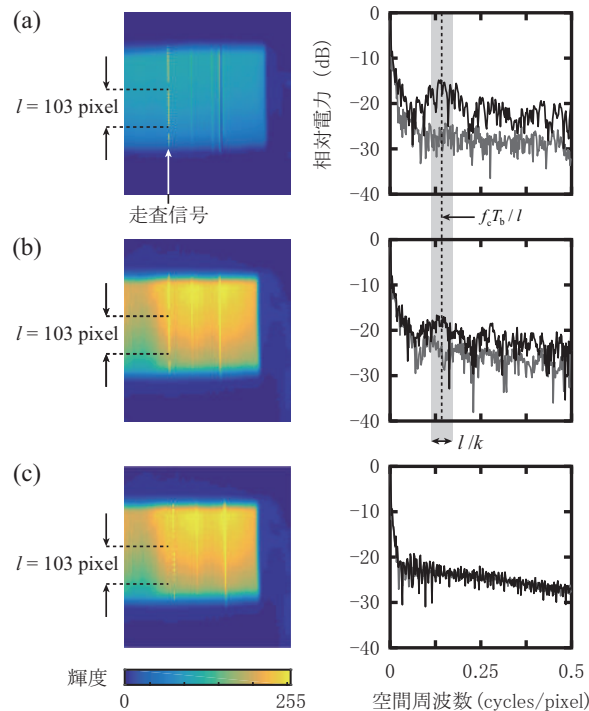 (a)
l = 103 pixel
走査信号
0
−10
−20
−30
−40
相対電力 (dB)
f_c T_b / l
(b)
l = 103 pixel
0
−10
−20
−30
−40
l /k
(c)
l = 103 pixel
0
−10
−20
−30
−40
0 0.25 0.5
空間周波数 (cycles/pixel)
輝度
0 255